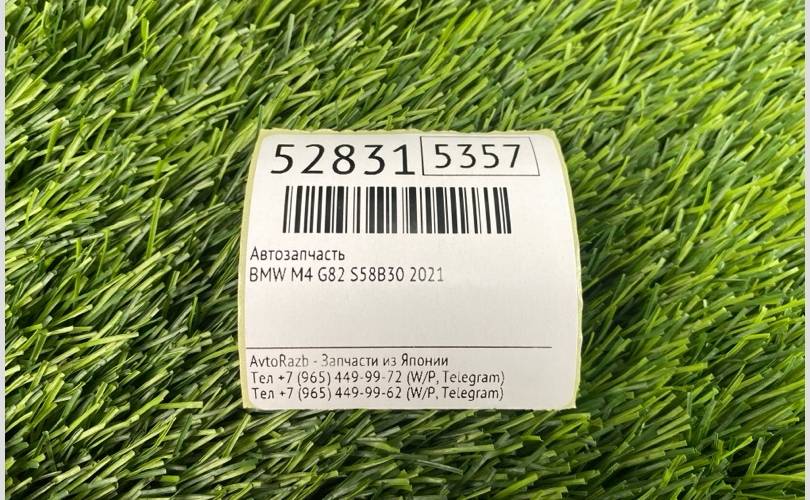 52831 5357
Автозапчасть
BMW M4 G82 S58B30 2021
AvtoRazb - Запчасти из Японии
Тел +7 (965) 449-99-72 (W/P, Telegram)
Тел +7 (965) 449-99-62 (W/P, Telegram)